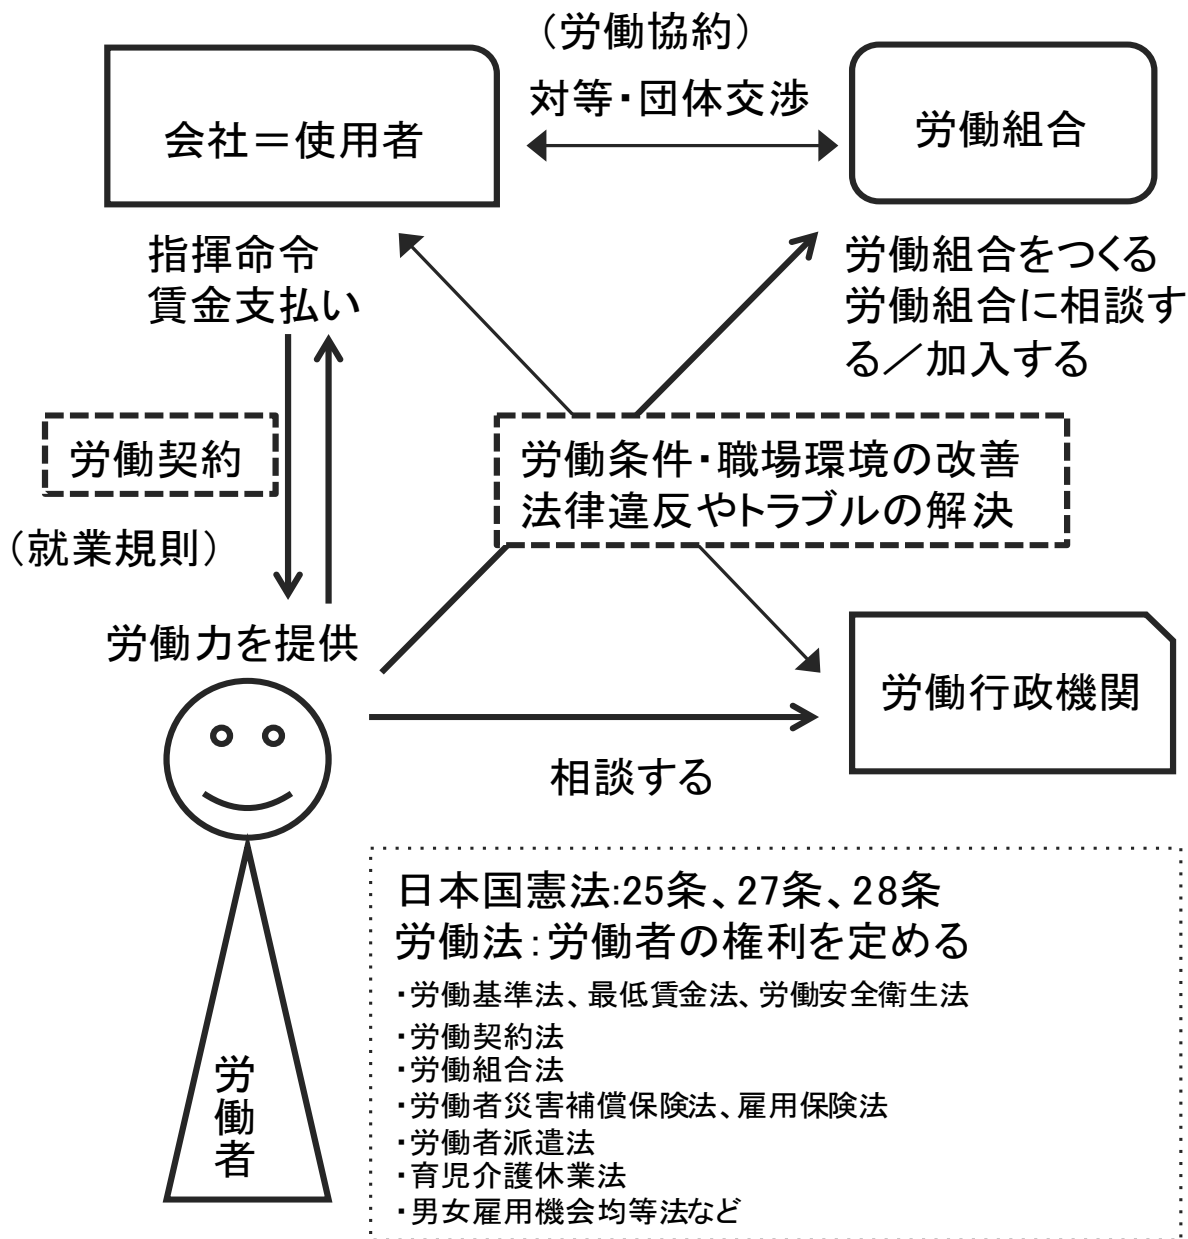 （労働協約）
対等・団体交渉
会社＝使用者
労働組合
指揮命令
賃金支払い
労働組合をつくる
労働組合に相談す
る／加入する
労働契約
（就業規則）
労働条件・職場環境の改善
法律違反やトラブルの解決
労働力を提供
労働行政機関
相談する
労働者
日本国憲法:25条、27条、28条
労働法：労働者の権利を定める
・労働基準法、最低賃金法、労働安全衛生法
・労働契約法
・労働組合法
・労働者災害補償保険法、雇用保険法
・労働者派遣法
・育児介護休業法
・男女雇用機会均等法など